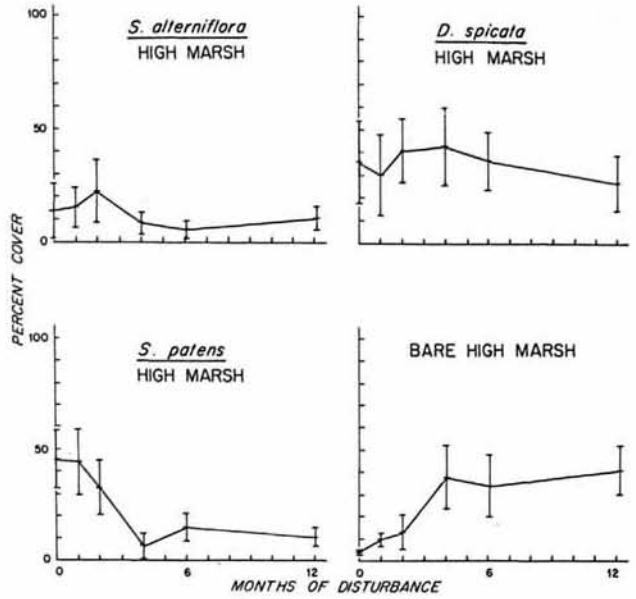 S. alterniflora
HIGH MARSH
D. spicata
HIGH MARSH
100
50
0
PERCENT COVER
S. patens
HIGH MARSH
BARE HIGH MARSH
100
50
0
0
6
12
0
6
12
MONTHS OF DISTURBANCE